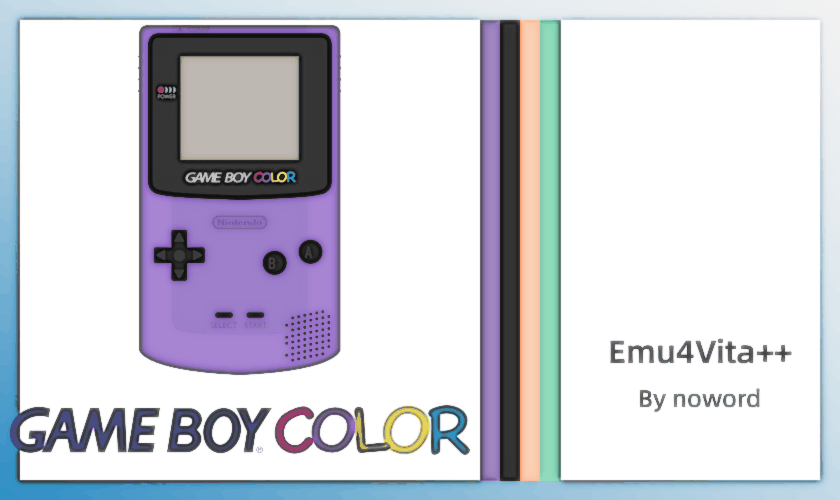 POWER
GAME BOY COLOR
Nintendo
B
A
SELECT START
GAME BOY COLOR
®
Emu4Vita++
By noword